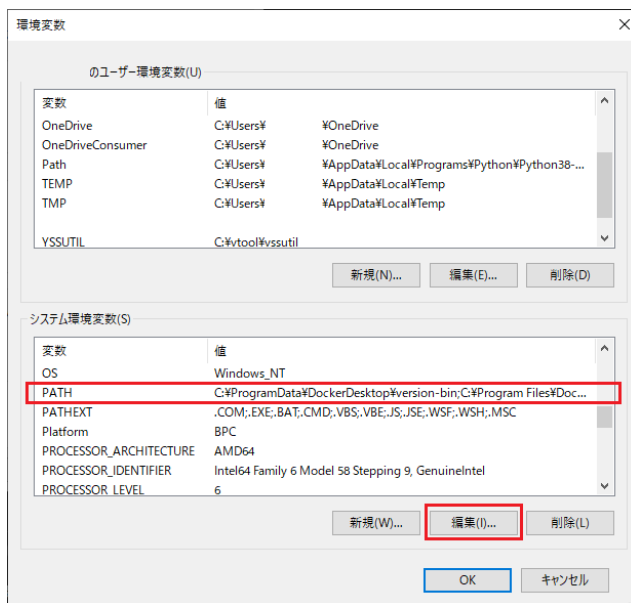 環境変数
のユーザー環境変数(U)
変数 値
OneDrive C:¥Users¥ ¥OneDrive
OneDriveConsumer C:¥Users¥ ¥OneDrive
Path C:¥Users¥ ¥AppData¥Local¥Programs¥Python¥Python38-...
TEMP C:¥Users¥ ¥AppData¥Local¥Temp
TMP C:¥Users¥ ¥AppData¥Local¥Temp
YSSUTIL C:¥vtool¥vssutil
新規(N)... 編集(E)... 削除(D)
システム環境変数(S)
変数 値
OS Windows_NT
PATH C:¥ProgramData¥DockerDesktop¥version-bin;C:¥Program Files¥Doc...
PATHEXT .COM;.EXE;.BAT;.CMD;.VBS;.VBE;.JS;.JSE;.WSF;.WSH;.MSC
Platform BPC
PROCESSOR_ARCHITECTURE AMD64
PROCESSOR_IDENTIFIER Intel64 Family 6 Model 58 Stepping 9, GenuineIntel
PROCESSOR_LEVEL 6
新規(W)... 編集(I)... 削除(L)
OK キャンセル